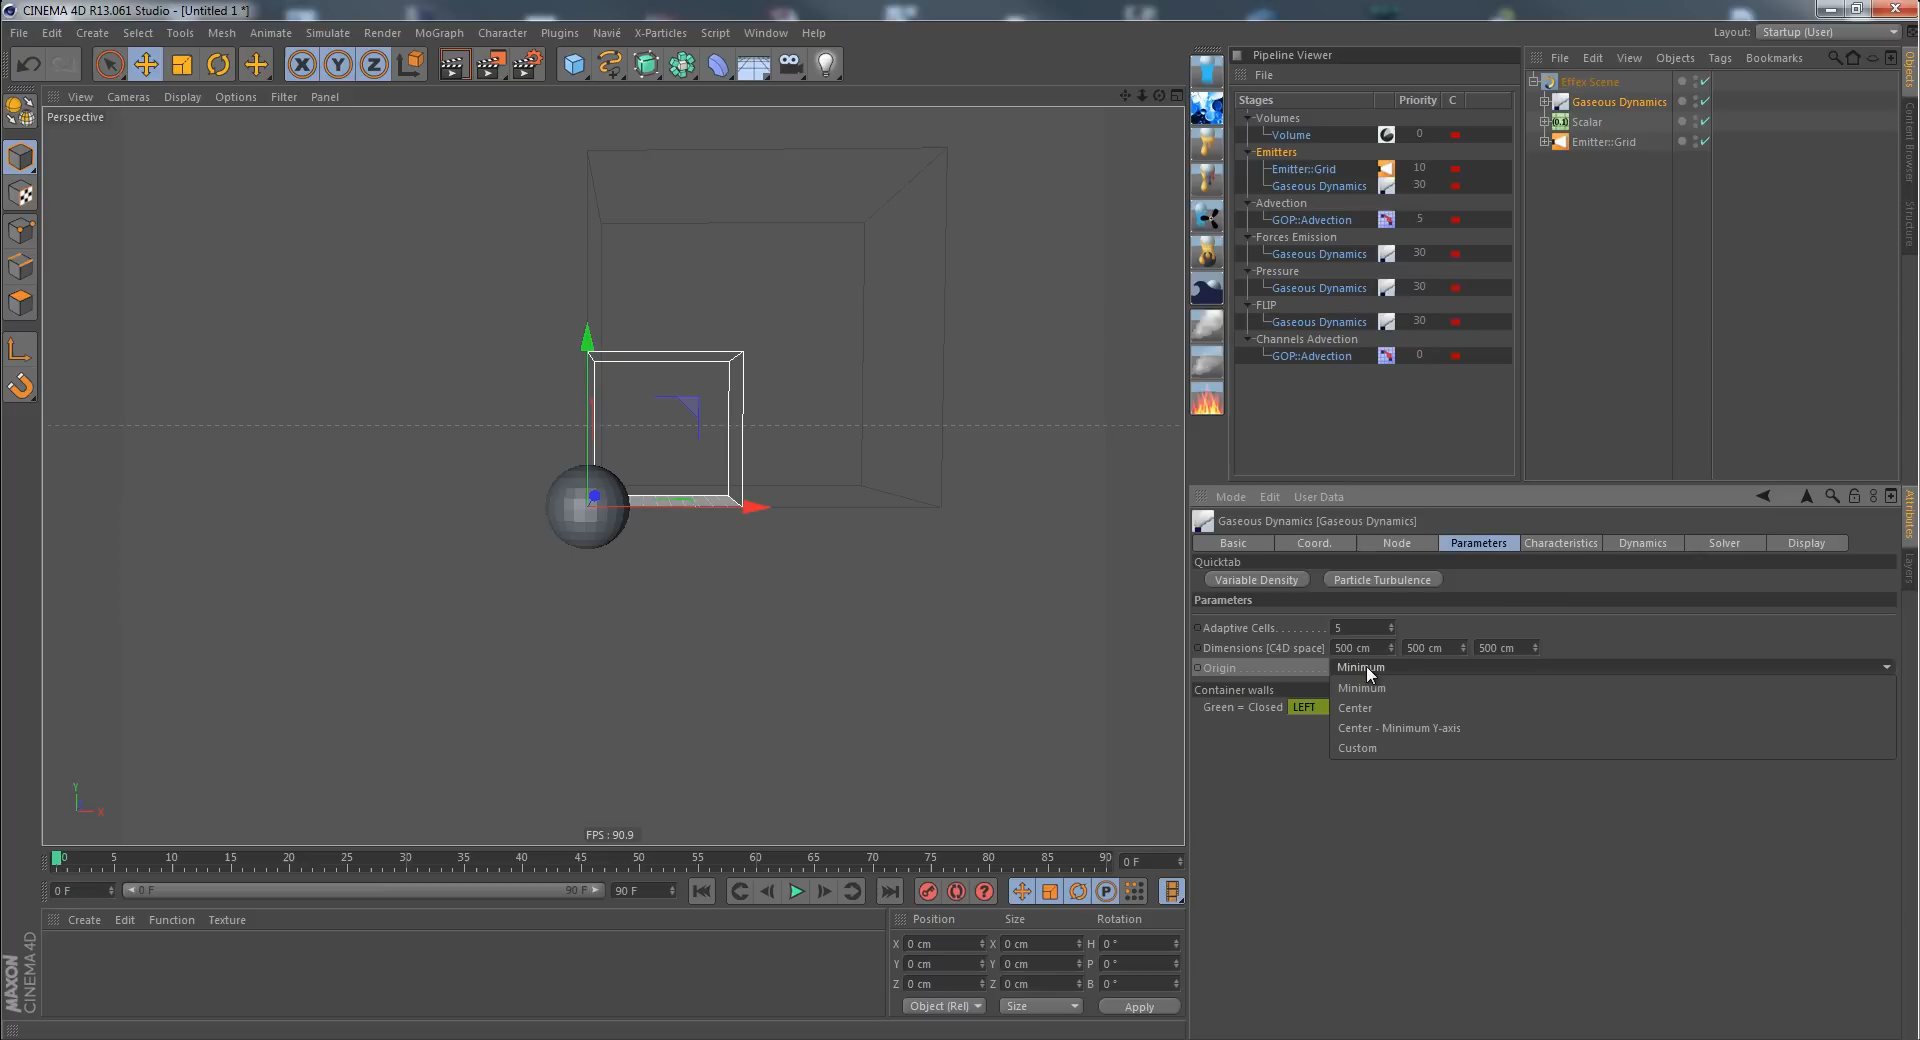 CINEMA 4D R13.061 Studio - [Untitled 1 *]
File Edit Create Select Tools Mesh Animate Simulate Render MoGraph Character Plugins Navié X-Particles Script Window Help
Layout: Startup (User)
View Cameras Display Options Filter Panel
Perspective
FPS : 90.9
Pipeline Viewer
File
Stages Priority C
Volumes
Volume 0
Emitters
Emitter::Grid 10
Gaseous Dynamics 30
Advection
GOP::Advection 5
Forces Emission
Gaseous Dynamics 30
Pressure
Gaseous Dynamics 30
FLIP
Gaseous Dynamics 30
Channels Advection
GOP::Advection 0
File Edit View Objects Tags Bookmarks
Effex Scene
Gaseous Dynamics
Scalar
Emitter::Grid
Objects
Content Browser
Structure
Mode Edit User Data
Gaseous Dynamics [Gaseous Dynamics]
Basic Coord. Node Parameters Characteristics Dynamics Solver Display
Quicktab
Variable Density Particle Turbulence
Parameters
Adaptive Cells. . . . . . . . . 5
Dimensions [C4D space] 500 cm 500 cm 500 cm
Origin . . . . . . . . . . . . . . Minimum
Minimum
Center
Center - Minimum Y-axis
Custom
Container walls
Green = Closed LEFT
Attributes
Layers
0 5 10 15 20 25 30 35 40 45 50 55 60 65 70 75 80 85 90 0 F
0 F 0 F 90 F 90 F
Create Edit Function Texture
Position Size Rotation
X 0 cm X 0 cm H 0 °
Y 0 cm Y 0 cm P 0 °
Z 0 cm Z 0 cm B 0 °
Object (Rel) Size Apply
MAXON
CINEMA 4D
X Y Z
Y
X
P